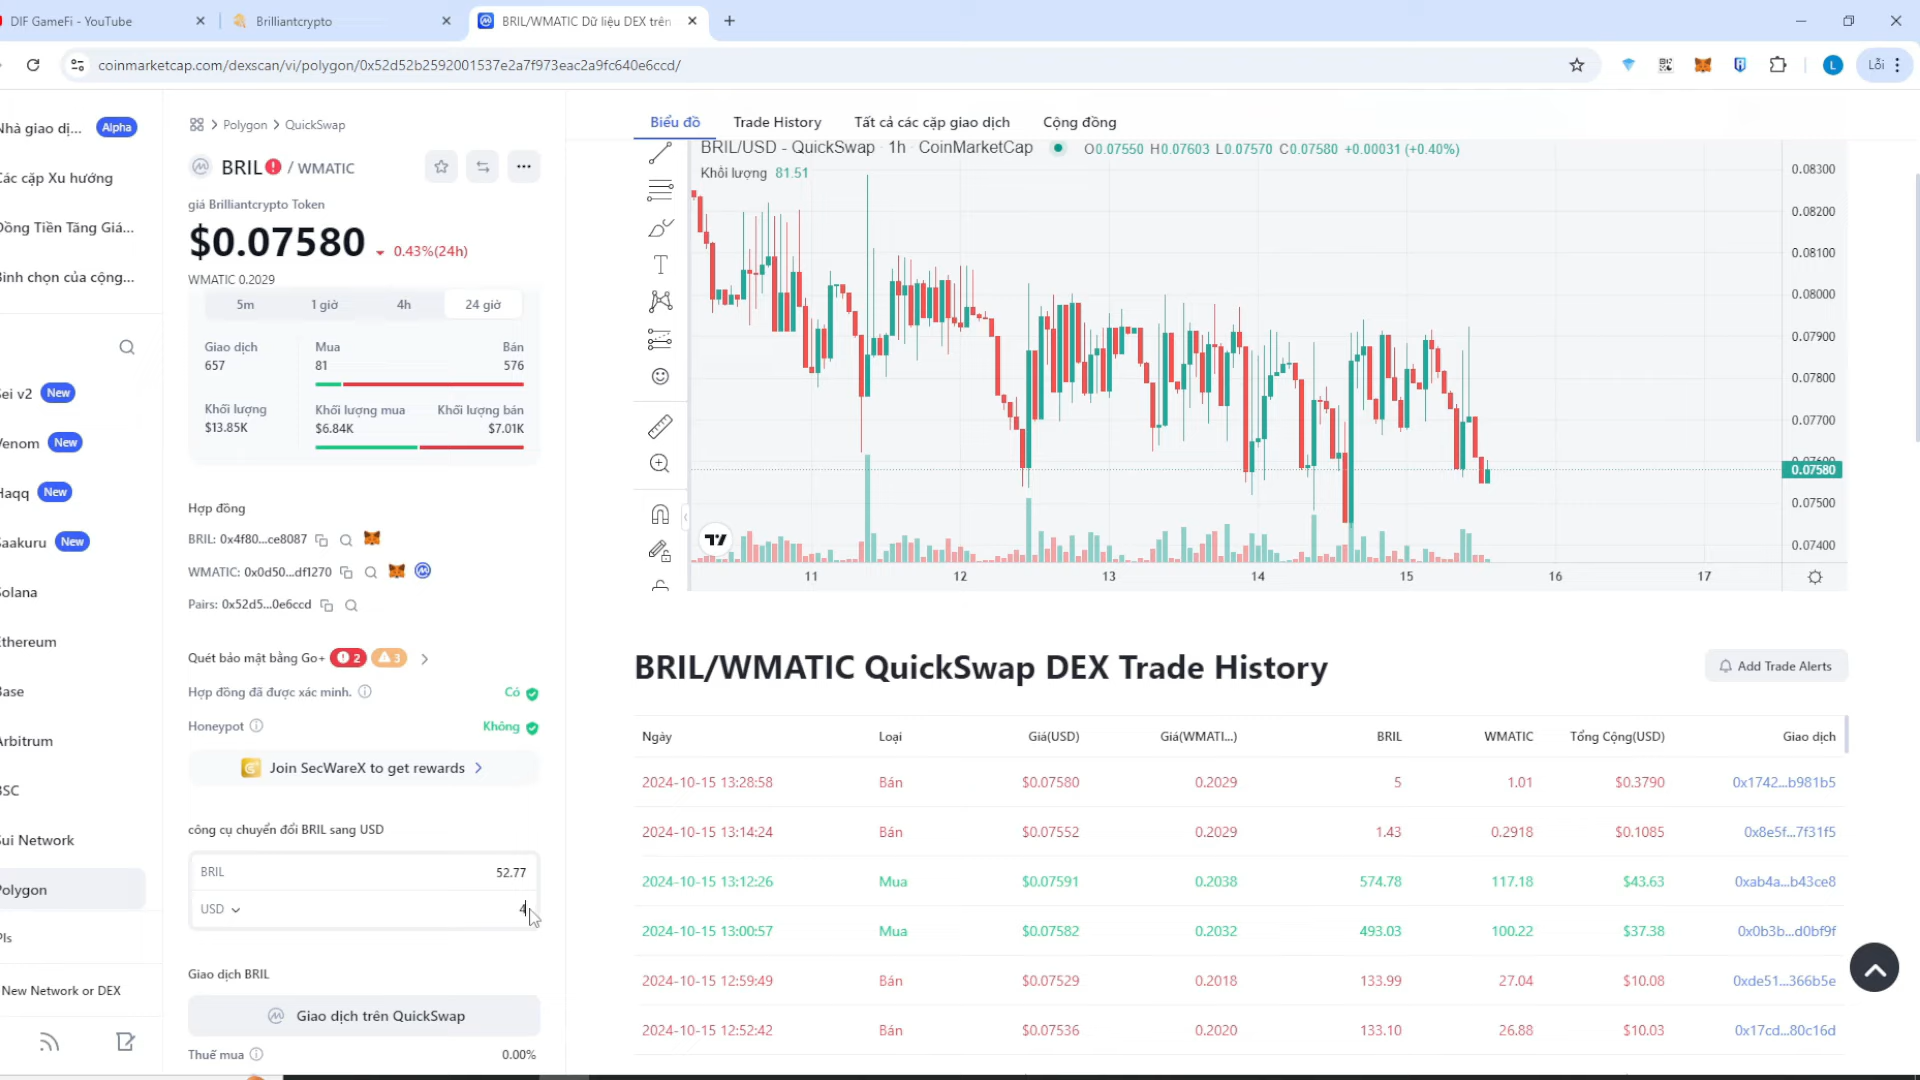 DIF GameFi - YouTube
Brilliantcrypto
BRIL/WMATIC Dữ liệu DEX trên
coinmarketcap.com/dexscan/vi/polygon/0x52d52b2592001537e2a7f973eac2a9fc640e6ccd/
L
Lỗi
Nhà giao dị... Alpha
Các cặp Xu hướng
Đồng Tiền Tăng Giá...
Bình chọn của cộng...
Sei v2 New
Venom New
Haqq New
Saakuru New
Solana
Ethereum
Base
Arbitrum
BSC
Sui Network
Polygon
PIs
New Network or DEX
Polygon > QuickSwap
BRIL / WMATIC
giá Brilliantcrypto Token
$0.07580 0.43%(24h)
WMATIC 0.2029
5m 1 giờ 4h 24 giờ
Giao dịch Mua Bán
657 81 576
Khối lượng Khối lượng mua Khối lượng bán
$13.85K $6.84K $7.01K
Hợp đồng
BRIL: 0x4f80...ce8087
WMATIC: 0x0d50...df1270
Pairs: 0x52d5...0e6ccd
Quét bảo mật bằng Go+ 2 3
Hợp đồng đã được xác minh. Có
Honeypot Không
Join SecWareX to get rewards
công cụ chuyển đổi BRIL sang USD
BRIL 52.77
USD 4
Giao dịch BRIL
Giao dịch trên QuickSwap
Thuế mua 0.00%
Biểu đồ Trade History Tất cả các cặp giao dịch Cộng đồng
BRIL/USD - QuickSwap · 1h · CoinMarketCap O0.07550 H0.07603 L0.07570 C0.07580 +0.00031 (+0.40%)
Khối lượng 81.51
0.08300
0.08200
0.08100
0.08000
0.07900
0.07800
0.07700
0.07600
0.07580
0.07500
0.07400
11 12 13 14 15 16 17
BRIL/WMATIC QuickSwap DEX Trade History
Add Trade Alerts
Ngày Loại Giá(USD) Giá(WMATI...) BRIL WMATIC Tổng Cộng(USD) Giao dịch
2024-10-15 13:28:58 Bán $0.07580 0.2029 5 1.01 $0.3790 0x1742...b981b5
2024-10-15 13:14:24 Bán $0.07552 0.2029 1.43 0.2918 $0.1085 0x8e5f...7f31f5
2024-10-15 13:12:26 Mua $0.07591 0.2038 574.78 117.18 $43.63 0xab4a...b43ce8
2024-10-15 13:00:57 Mua $0.07582 0.2032 493.03 100.22 $37.38 0x0b3b...d0bf9f
2024-10-15 12:59:49 Bán $0.07529 0.2018 133.99 27.04 $10.08 0xde51...366b5e
2024-10-15 12:52:42 Bán $0.07536 0.2020 133.10 26.88 $10.03 0x17cd...80c16d